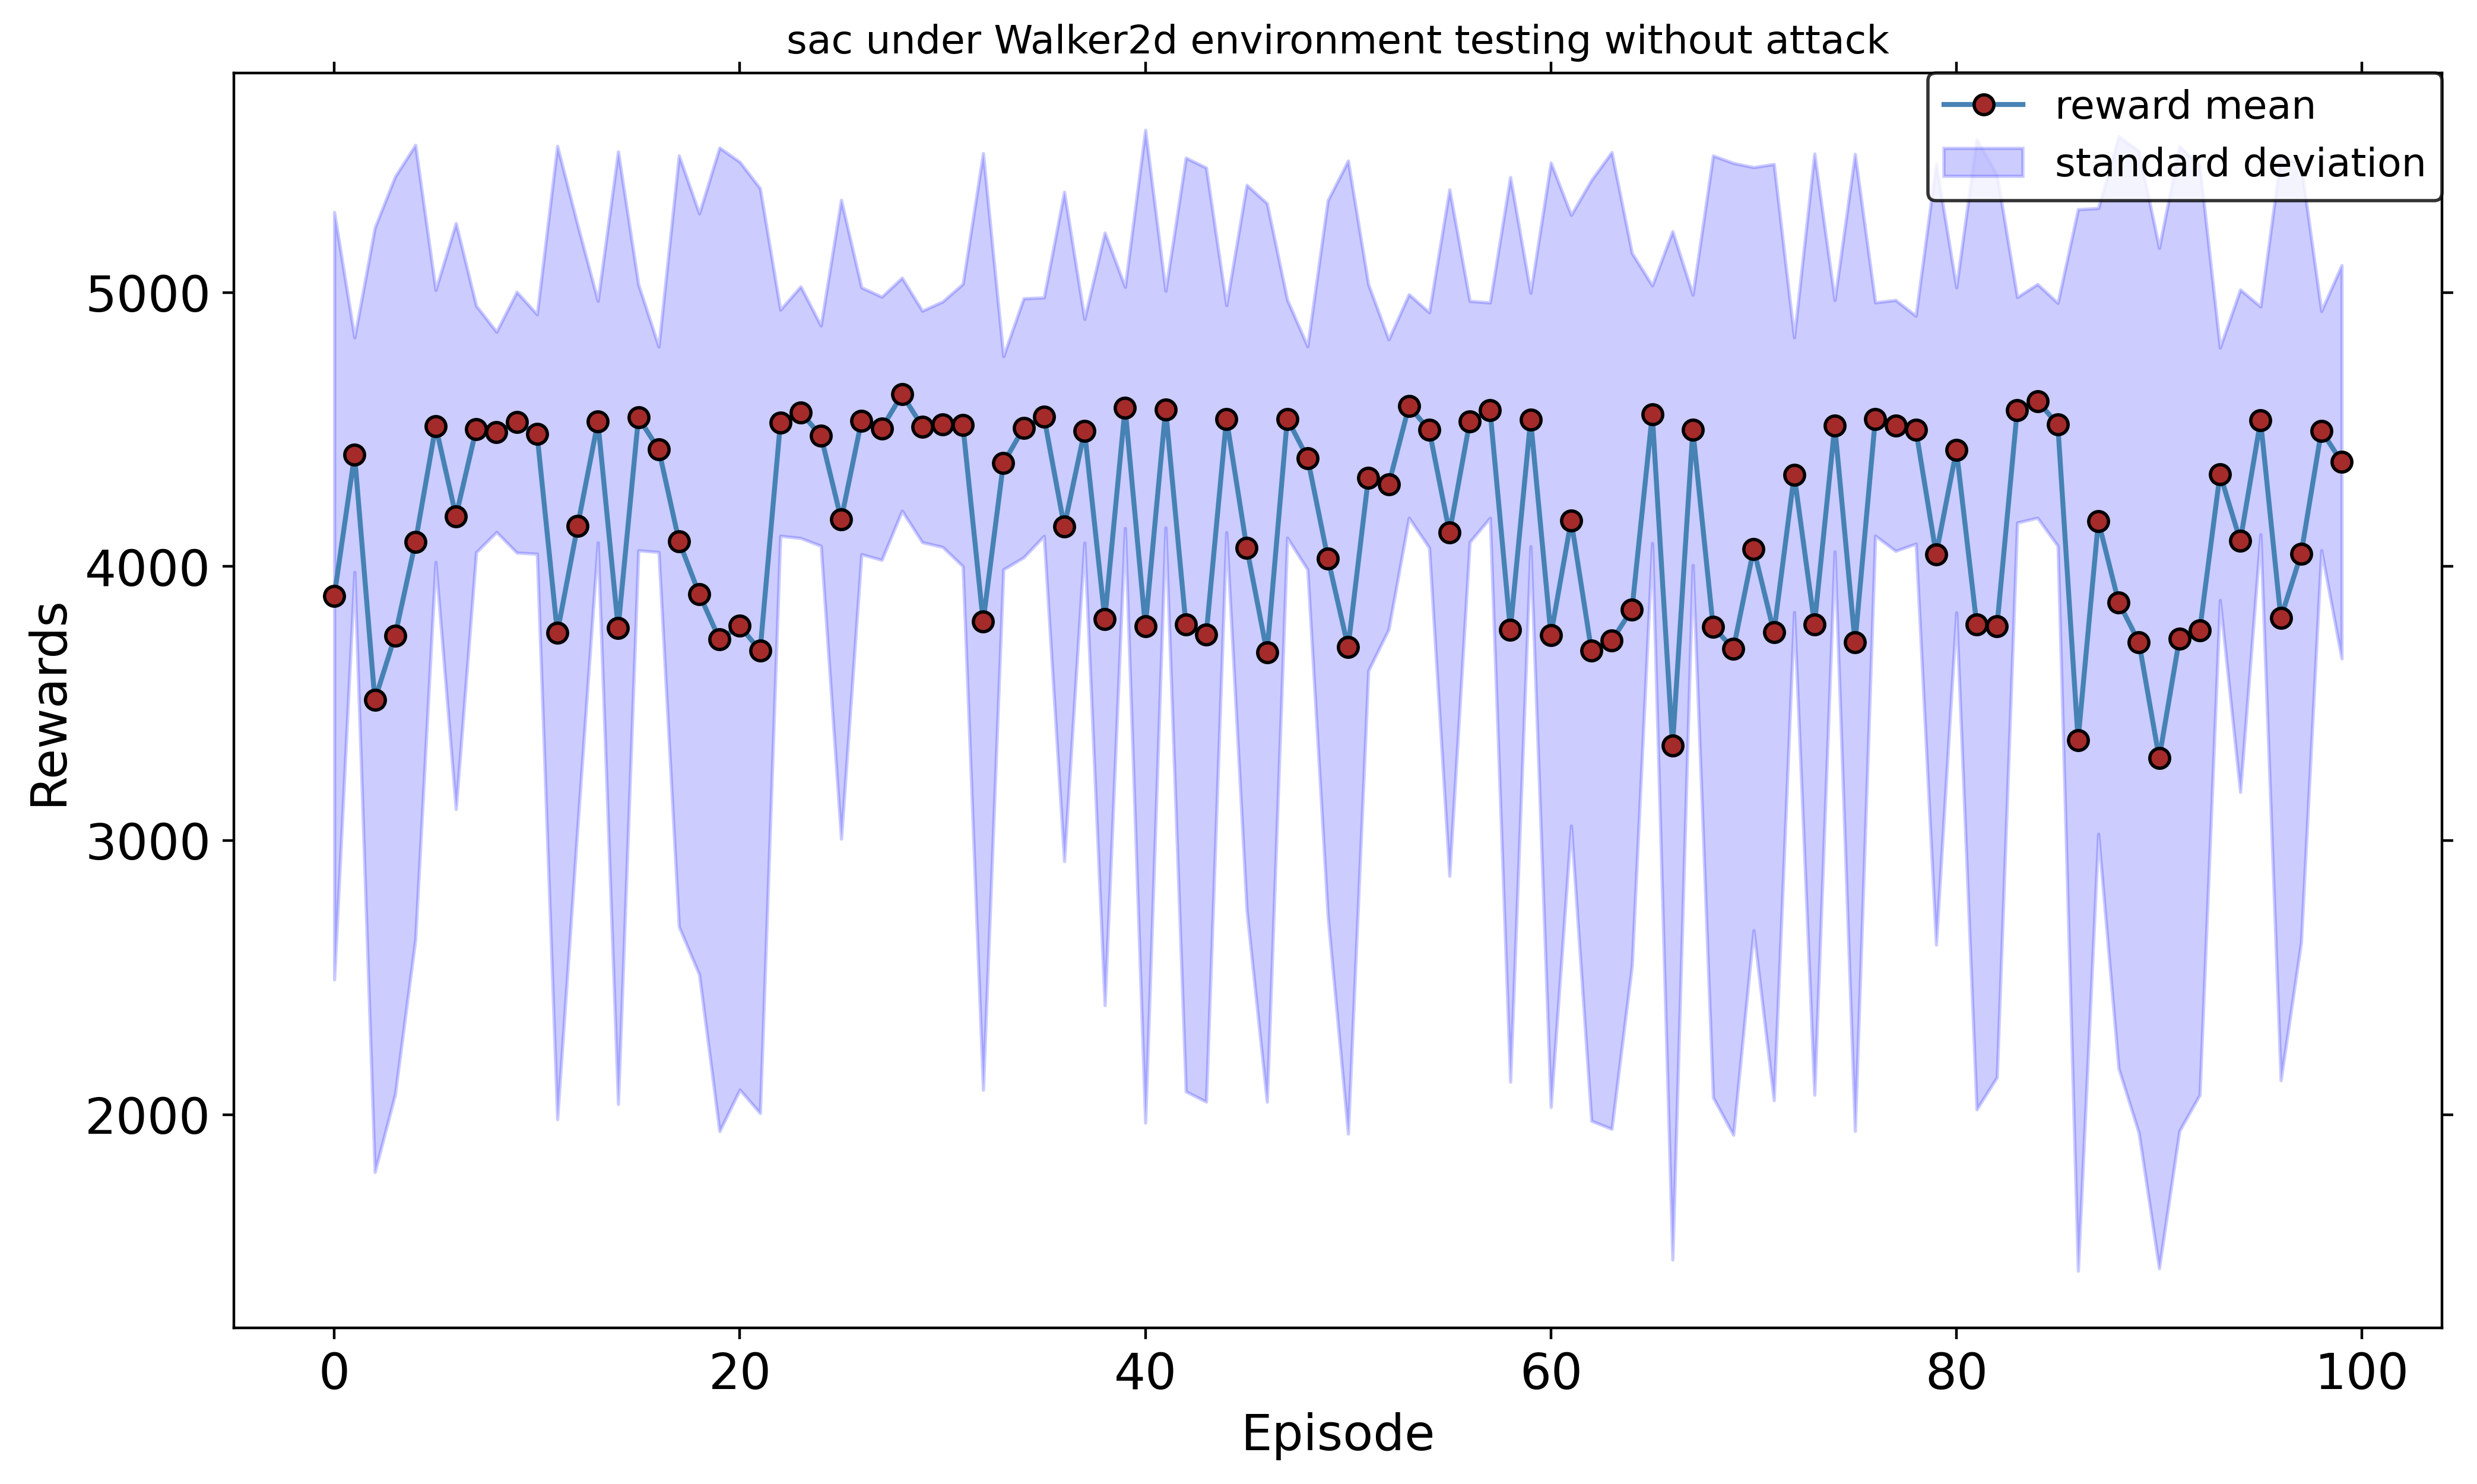 sac under Walker2d environment testing without attack
reward mean
standard deviation
Rewards
5000
4000
3000
2000
0 20 40 60 80 100
Episode